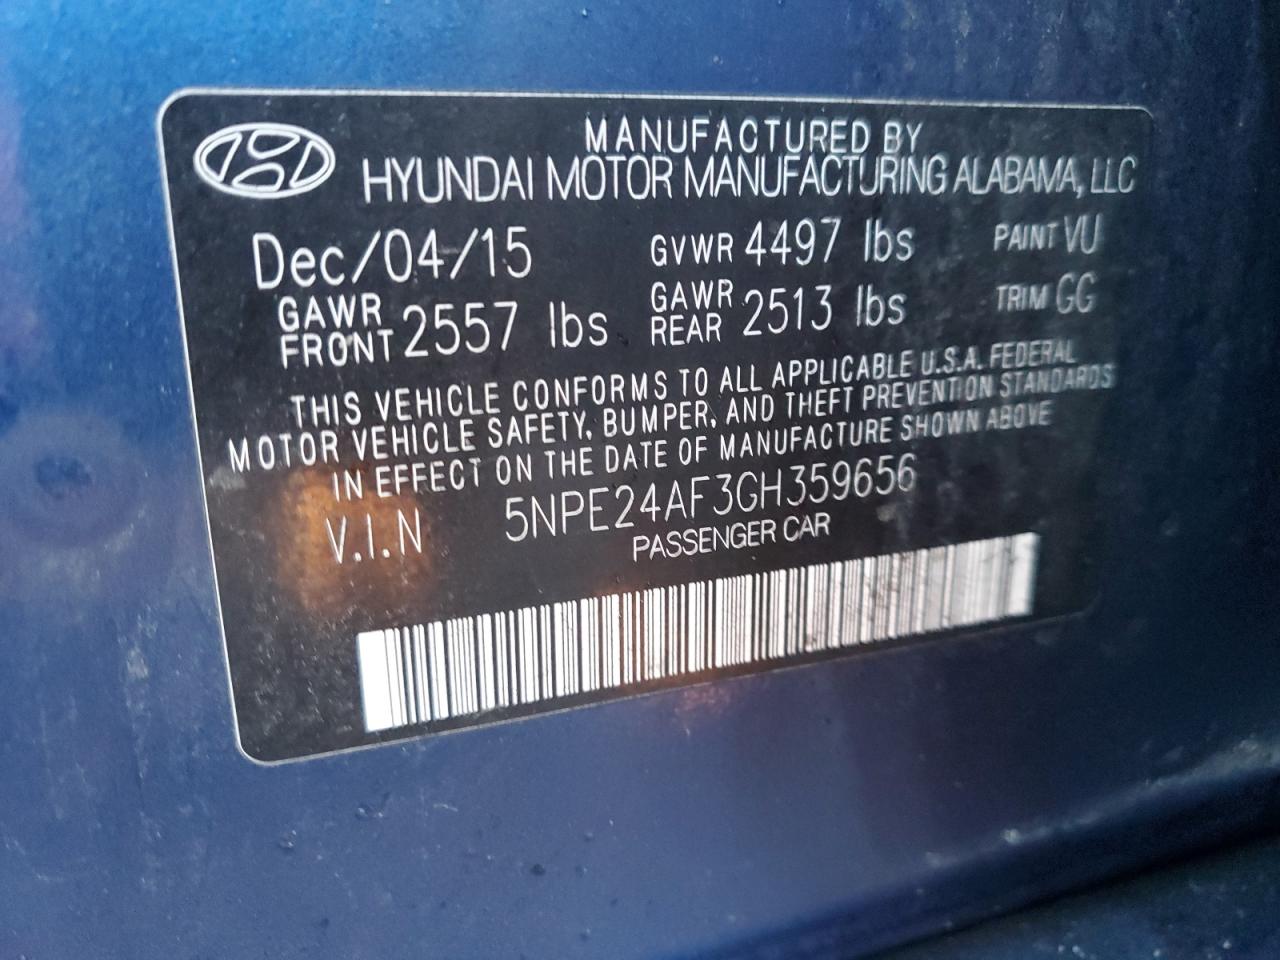 MANUFACTURED BY
HYUNDAI MOTOR MANUFACTURING ALABAMA, LLC
Dec/04/15 GVWR 4497 lbs PAINT VU
GAWR FRONT 2557 lbs GAWR REAR 2513 lbs TRIM GG
THIS VEHICLE CONFORMS TO ALL APPLICABLE U.S.A. FEDERAL
MOTOR VEHICLE SAFETY, BUMPER, AND THEFT PREVENTION STANDARDS
IN EFFECT ON THE DATE OF MANUFACTURE SHOWN ABOVE
V.I.N 5NPE24AF3GH359656
PASSENGER CAR